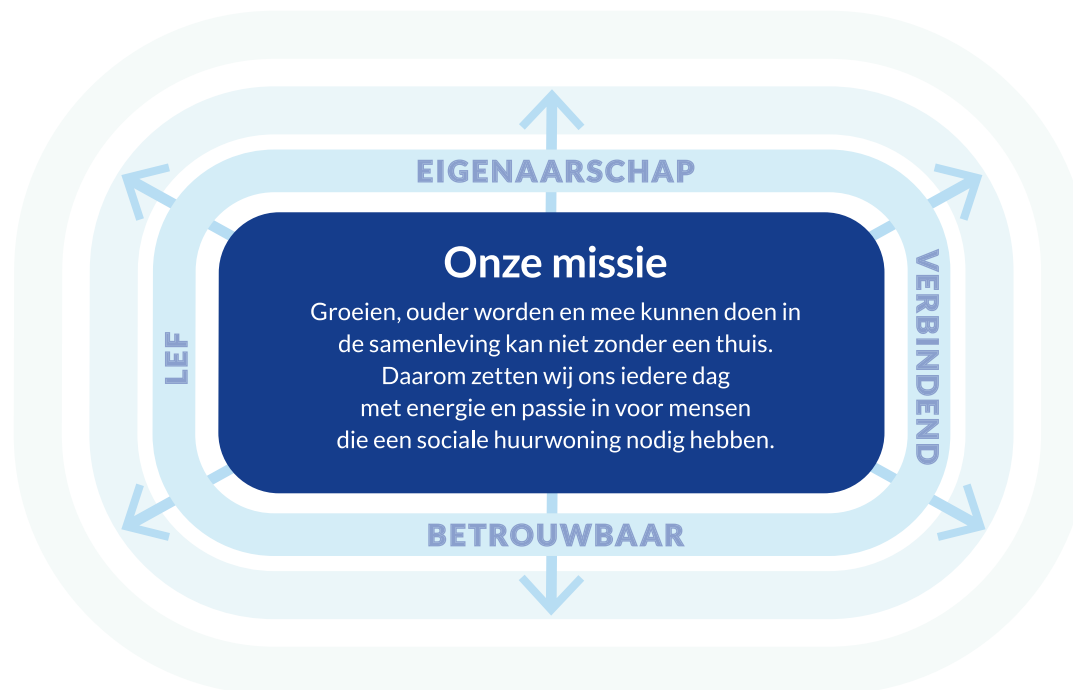 EIGENAARSCHAP
Onze missie
Groeien, ouder worden en mee kunnen doen in
de samenleving kan niet zonder een thuis.
Daarom zetten wij ons iedere dag
met energie en passie in voor mensen
die een sociale huurwoning nodig hebben.
LEF
VERBINDEND
BETROUWBAAR